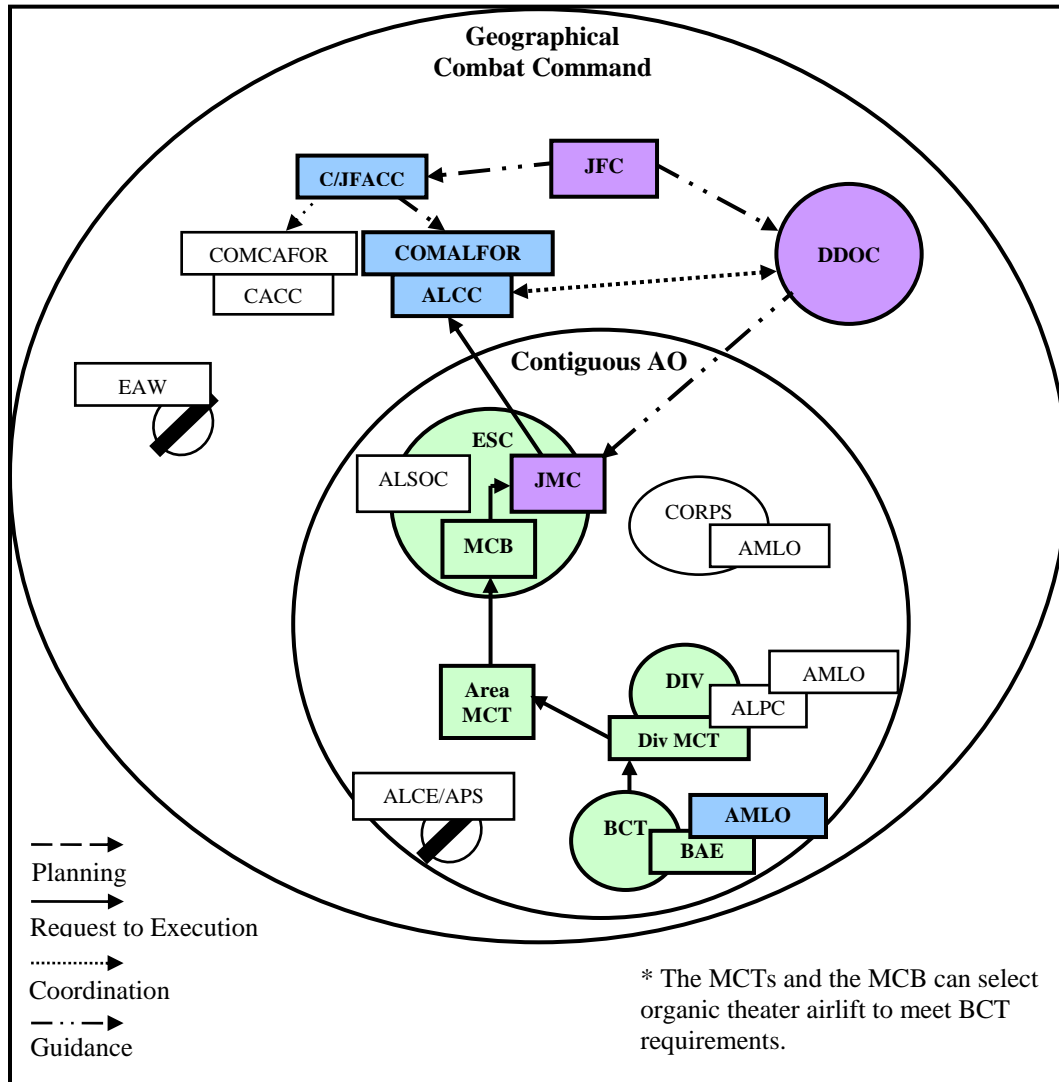 Geographical
Combat Command
C/JFACC
JFC
COMCAFOR
COMALFOR
DDOC
CACC
ALCC
Contiguous AO
EAW
ESC
ALSOC
JMC
CORPS
MCB
AMLO
Area
MCT
DIV
AMLO
ALPC
Div MCT
ALCE/APS
BCT
AMLO
BAE
Planning
Request to Execution
Coordination
Guidance
* The MCTs and the MCB can select
organic theater airlift to meet BCT
requirements.